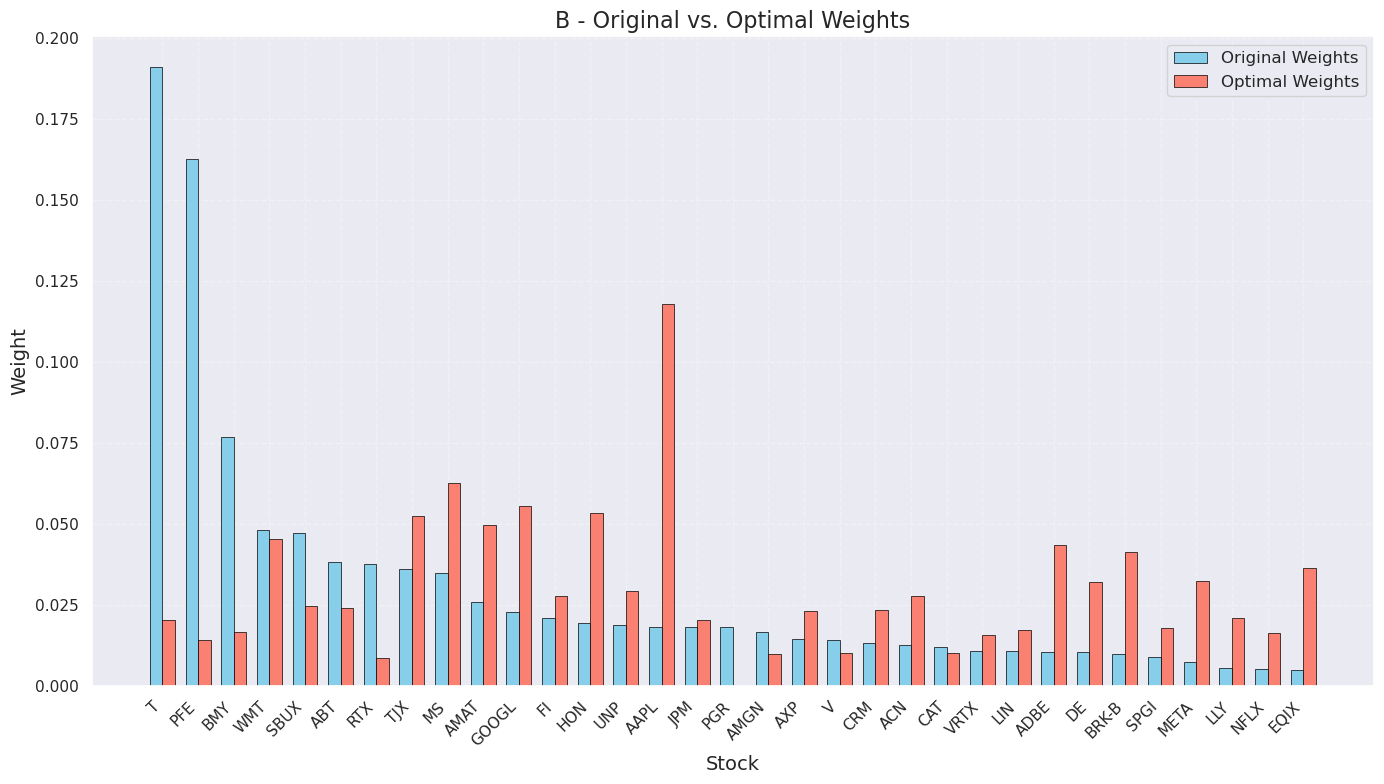 B - Original vs. Optimal Weights
Original Weights
Optimal Weights
Weight
0.200
0.175
0.150
0.125
0.100
0.075
0.050
0.025
0.000
T
PFE
BMY
WMT
SBUX
ABT
RTX
TJX
MS
AMAT
GOOGL
FI
HON
UNP
AAPL
JPM
PGR
AMGN
AXP
V
CRM
ACN
CAT
VRTX
LIN
ADBE
DE
BRK-B
SPGI
META
LLY
NFLX
EQIX
Stock